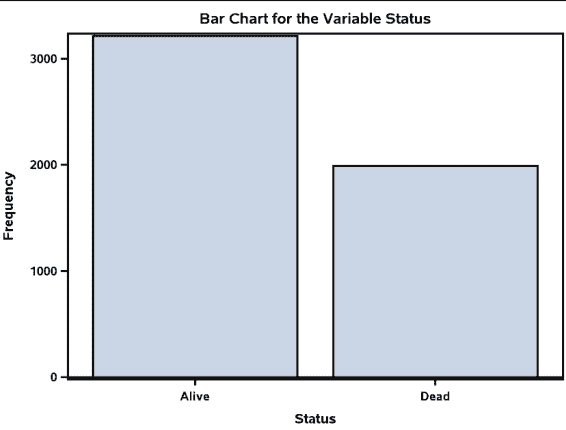 Bar Chart for the Variable Status
3000
2000
1000
0
Frequency
Alive
Dead
Status